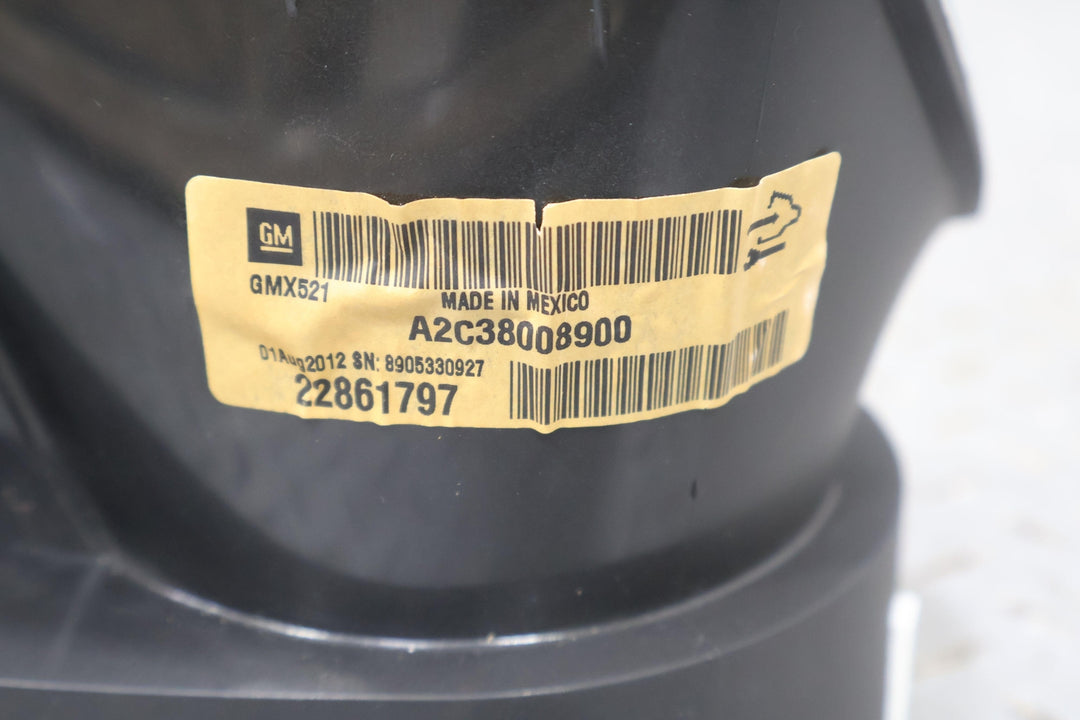 GM
GMX521
MADE IN MEXICO
A2C38008900
01Aug2012 SN: 8905330927
22861797